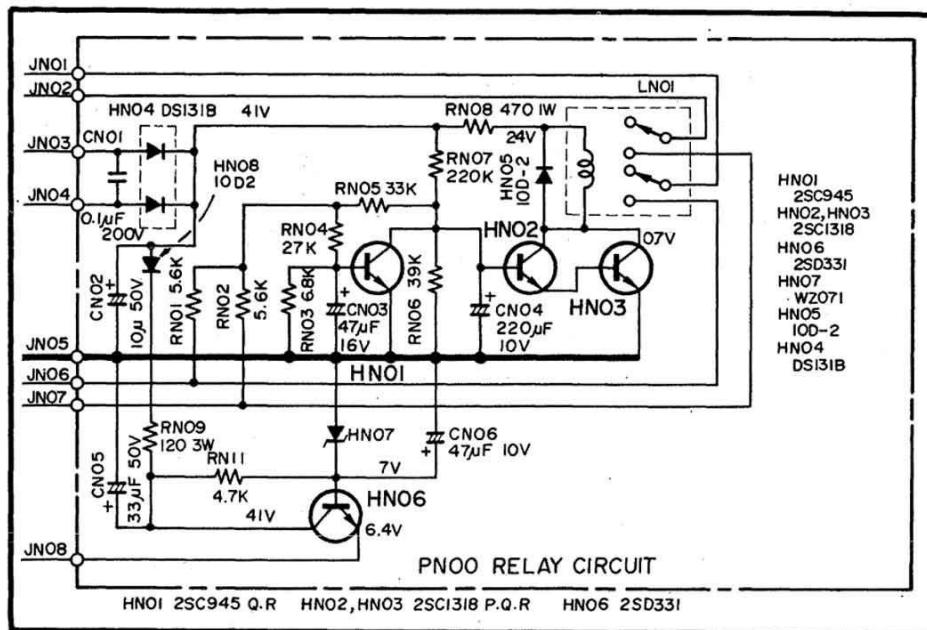 JN01
JN02
HN04 DS131B 41V
RN08 470 1W
LN01
24V
JN03
CN01
HN08
10D2
RN07
220K
HN05
10D-2
RN05 33K
JN04
0.1µF
200V
RN04
27K
HN02
07V
HN01
2SC945
HN02, HN03
2SC1318
HN06
2SD331
HN07
WZ071
HN05
10D-2
HN04
DS131B
CN02
+
10µ 50V
RN01 5.6K
RN02
5.6K
RN03 6.8K
+
CN03
47µF
16V
RN06 39K
+
CN04
220µF
10V
HN03
JN05
HN01
JN06
JN07
RN09
120 3W
HN07
CN06
+
47µF 10V
CN05
+
33µF 50V
RN11
4.7K
7V
HN06
41V
6.4V
JN08
PN00 RELAY CIRCUIT
HN01 2SC945 Q.R HN02, HN03 2SC1318 P.Q.R HN06 2SD331